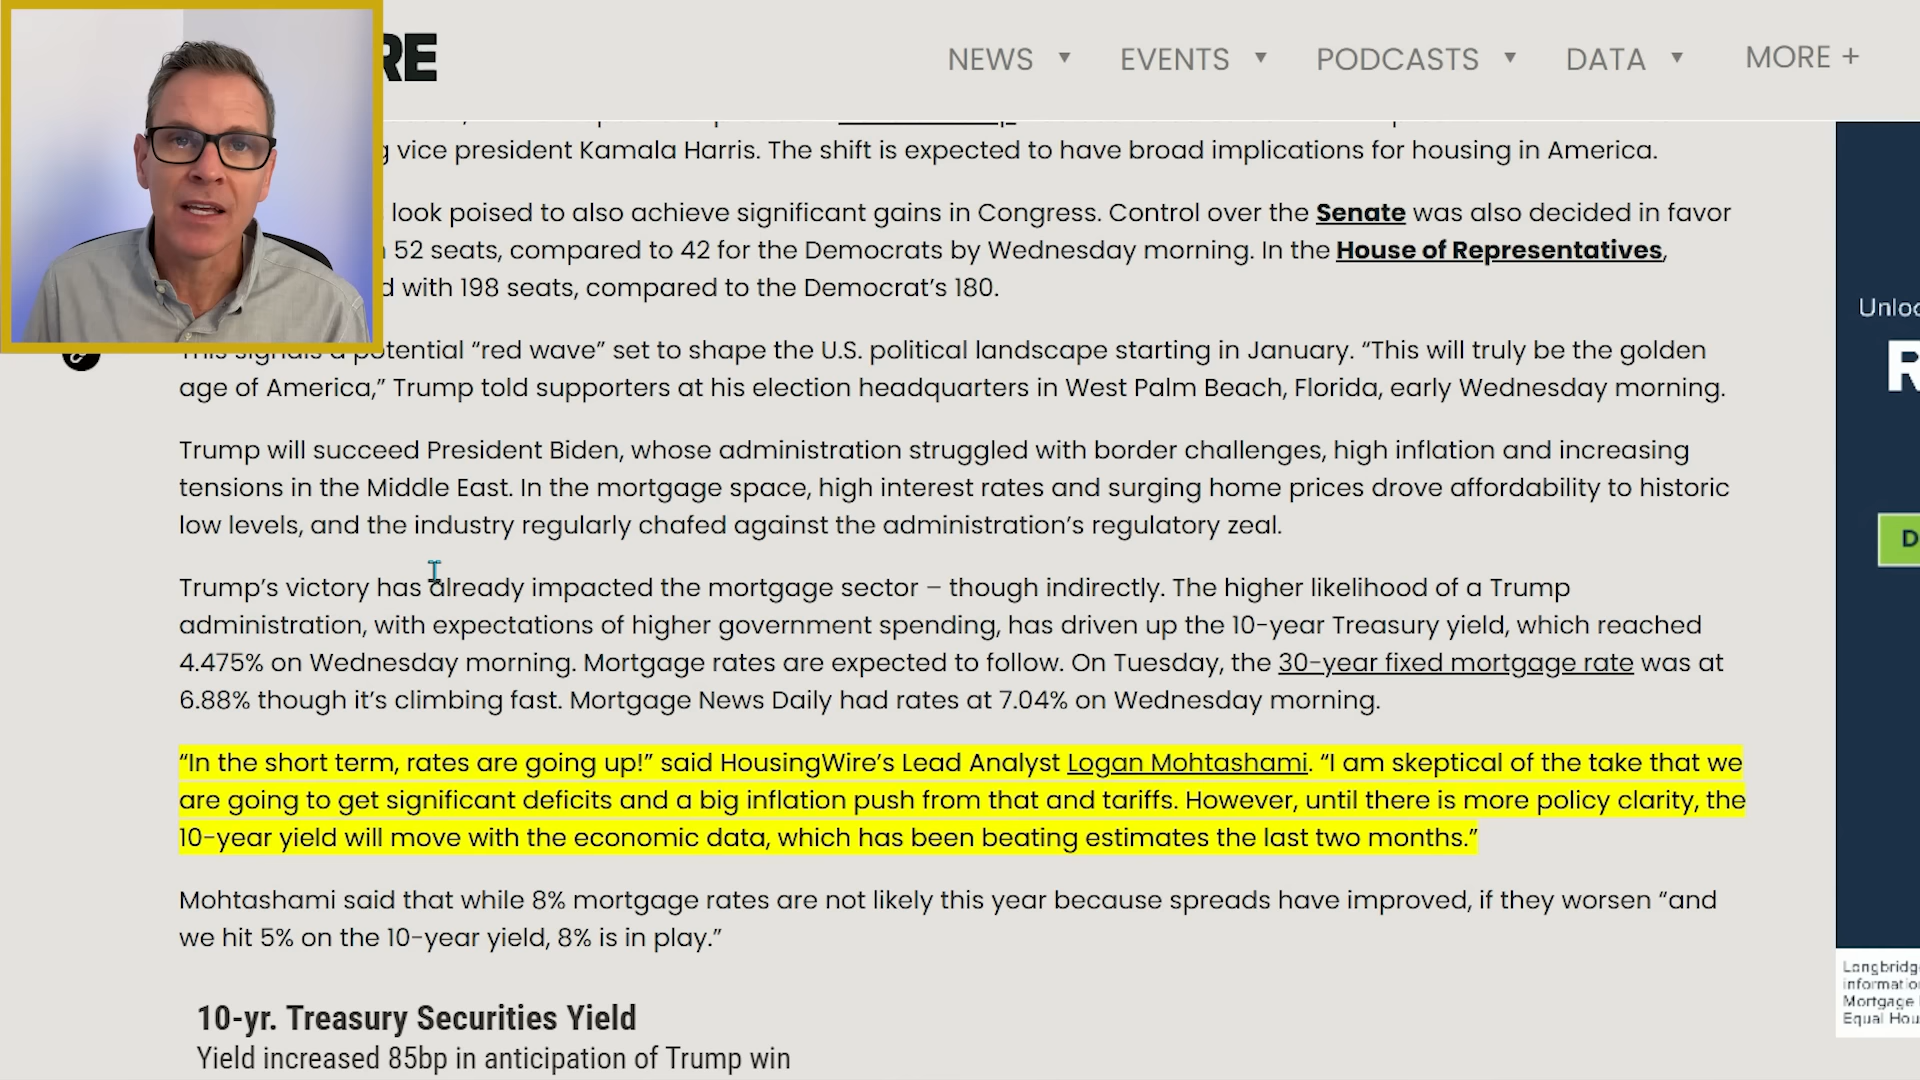 RE
NEWS ▼ EVENTS ▼ PODCASTS ▼ DATA ▼ MORE +
vice president Kamala Harris. The shift is expected to have broad implications for housing in America.
look poised to also achieve significant gains in Congress. Control over the Senate was also decided in favor
52 seats, compared to 42 for the Democrats by Wednesday morning. In the House of Representatives,
with 198 seats, compared to the Democrat’s 180.
This signals a potential “red wave” set to shape the U.S. political landscape starting in January. “This will truly be the golden
age of America,” Trump told supporters at his election headquarters in West Palm Beach, Florida, early Wednesday morning.
Trump will succeed President Biden, whose administration struggled with border challenges, high inflation and increasing
tensions in the Middle East. In the mortgage space, high interest rates and surging home prices drove affordability to historic
low levels, and the industry regularly chafed against the administration’s regulatory zeal.
Trump’s victory has already impacted the mortgage sector – though indirectly. The higher likelihood of a Trump
administration, with expectations of higher government spending, has driven up the 10-year Treasury yield, which reached
4.475% on Wednesday morning. Mortgage rates are expected to follow. On Tuesday, the 30-year fixed mortgage rate was at
6.88% though it’s climbing fast. Mortgage News Daily had rates at 7.04% on Wednesday morning.
“In the short term, rates are going up!” said HousingWire’s Lead Analyst Logan Mohtashami. “I am skeptical of the take that we
are going to get significant deficits and a big inflation push from that and tariffs. However, until there is more policy clarity, the
10-year yield will move with the economic data, which has been beating estimates the last two months.”
Mohtashami said that while 8% mortgage rates are not likely this year because spreads have improved, if they worsen “and
we hit 5% on the 10-year yield, 8% is in play.”
10-yr. Treasury Securities Yield
Yield increased 85bp in anticipation of Trump win
Unloc
R
D
Longbridg
informatio
Mortgage
Equal Hou